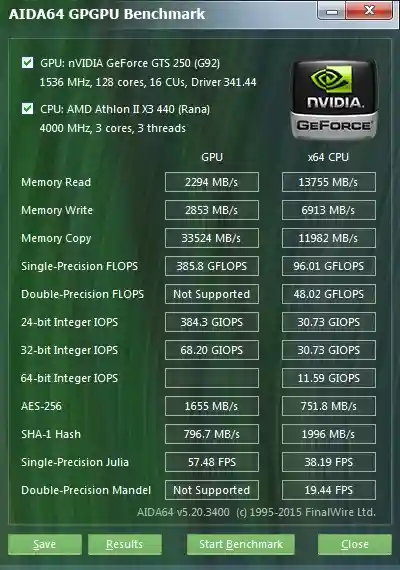 AIDA64 GPGPU Benchmark
GPU: nVIDIA GeForce GTS 250 (G92)
1536 MHz, 128 cores, 16 CUs, Driver 341.44
CPU: AMD Athlon II X3 440 (Rana)
4000 MHz, 3 cores, 3 threads
NVIDIA.
GEFORCE
GPU x64 CPU
Memory Read 2294 MB/s 13755 MB/s
Memory Write 2853 MB/s 6913 MB/s
Memory Copy 33524 MB/s 11982 MB/s
Single-Precision FLOPS 385.8 GFLOPS 96.01 GFLOPS
Double-Precision FLOPS Not Supported 48.02 GFLOPS
24-bit Integer IOPS 384.3 GIOPS 30.73 GIOPS
32-bit Integer IOPS 68.20 GIOPS 30.73 GIOPS
64-bit Integer IOPS 11.59 GIOPS
AES-256 1655 MB/s 751.8 MB/s
SHA-1 Hash 796.7 MB/s 1996 MB/s
Single-Precision Julia 57.48 FPS 38.19 FPS
Double-Precision Mandel Not Supported 19.44 FPS
AIDA64 v5.20.3400 (c) 1995-2015 FinalWire Ltd.
Save Results Start Benchmark Close